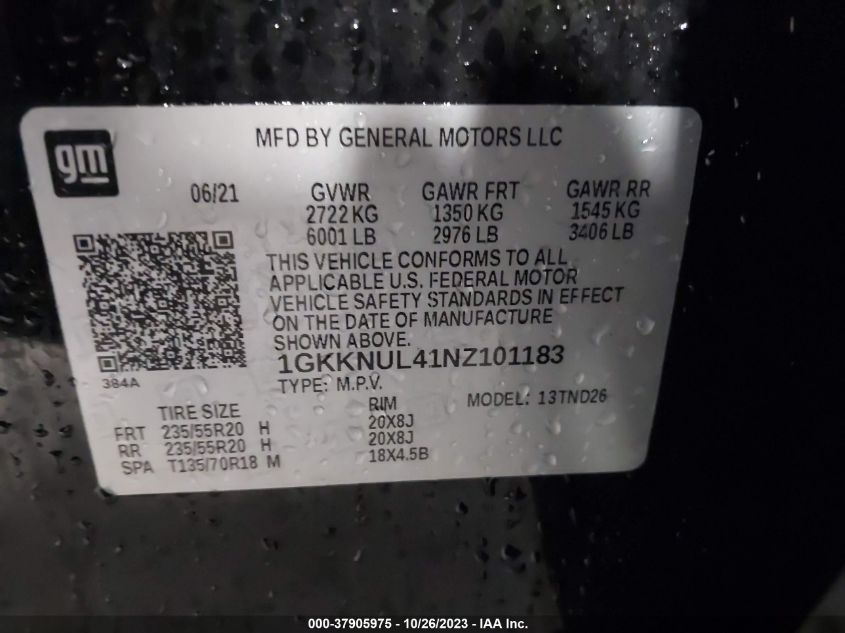 gm
MFD BY GENERAL MOTORS LLC
06/21 GVWR GAWR FRT GAWR RR
2722 KG 1350 KG 1545 KG
6001 LB 2976 LB 3406 LB
THIS VEHICLE CONFORMS TO ALL
APPLICABLE U.S. FEDERAL MOTOR
VEHICLE SAFETY STANDARDS IN EFFECT
ON THE DATE OF MANUFACTURE
SHOWN ABOVE.
1GKKNUL41NZ101183
384A
TYPE: M.P.V. MODEL: 13TND26
TIRE SIZE RIM
FRT 235/55R20 H 20X8J
RR 235/55R20 H 20X8J
SPA T135/70R18 M 18X4.5B
000-37905975 - 10/26/2023 - IAA Inc.